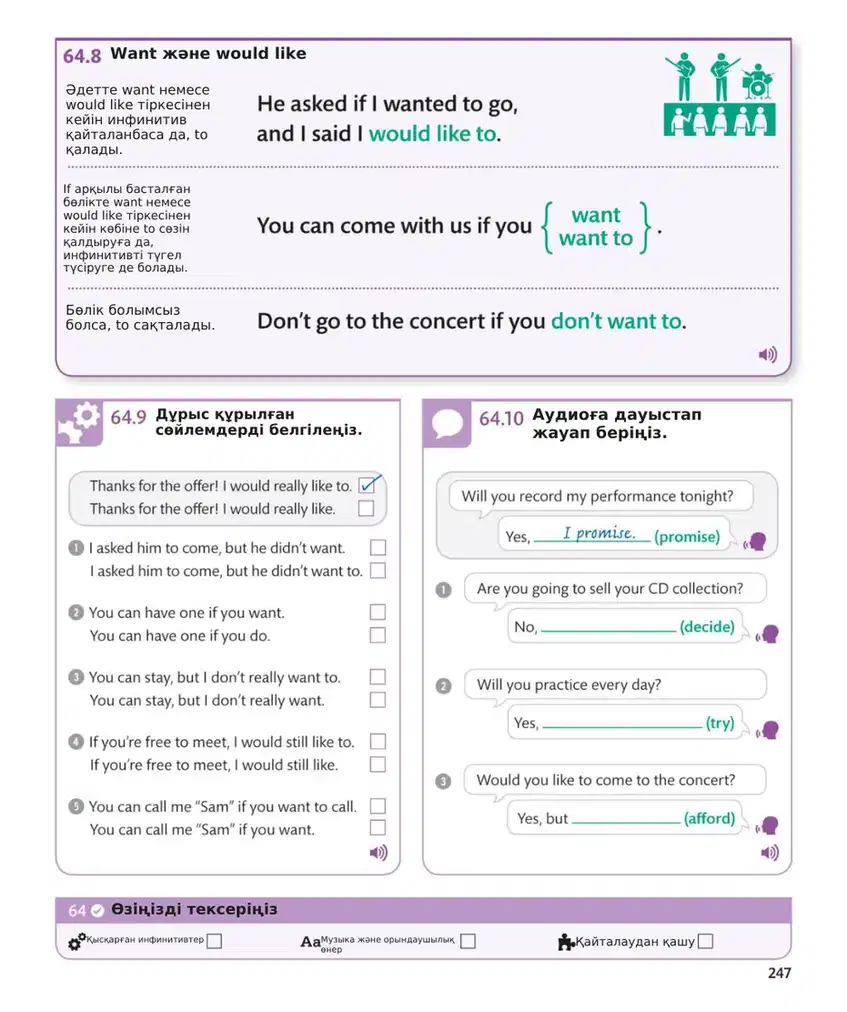 64.8 Want және would like
Әдетте want немесе
would like тіркесінен
кейін инфинитив
қайталанбаса да, to
қалады.
He asked if I wanted to go,
and I said I would like to.
If арқылы басталған
бөлікте want немесе
would like тіркесінен
кейін көбіне to сөзін
қалдыруға да,
инфинитивті түгел
түсіруге де болады.
You can come with us if you { want
want to } .
Бөлік болымсыз
болса, to сақталады.
Don't go to the concert if you don't want to.
64.9 Дұрыс құрылған
сөйлемдерді белгілеңіз.
Thanks for the offer! I would really like to.
Thanks for the offer! I would really like.
1 I asked him to come, but he didn't want.
I asked him to come, but he didn't want to.
2 You can have one if you want.
You can have one if you do.
3 You can stay, but I don't really want to.
You can stay, but I don't really want.
4 If you're free to meet, I would still like to.
If you're free to meet, I would still like.
5 You can call me "Sam" if you want to call.
You can call me "Sam" if you want.
64.10 Аудиоға дауыстап
жауап беріңіз.
Will you record my performance tonight?
Yes, I promise. (promise)
1 Are you going to sell your CD collection?
No, ____________ (decide)
2 Will you practice every day?
Yes, ____________ (try)
3 Would you like to come to the concert?
Yes, but ____________ (afford)
64 Өзіңізді тексеріңіз
Қысқарған инфинитивтер
Aa Музыка және орындаушылық
өнер
Қайталаудан қашу
247